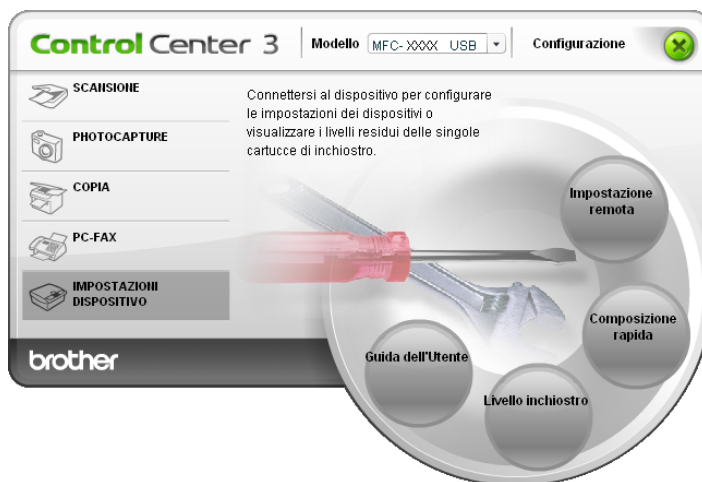 Control Center 3
Modello
MFC-XXXX USB
Configurazione
SCANSIONE
PHOTOCAPTURE
COPIA
PC-FAX
IMPOSTAZIONI
DISPOSITIVO
Connettersi al dispositivo per configurare
le impostazioni dei dispositivi o
visualizzare i livelli residui delle singole
cartucce di inchiostro.
Impostazione
remota
Composizione
rapida
Livello inchiostro
Guida dell'Utente
brother